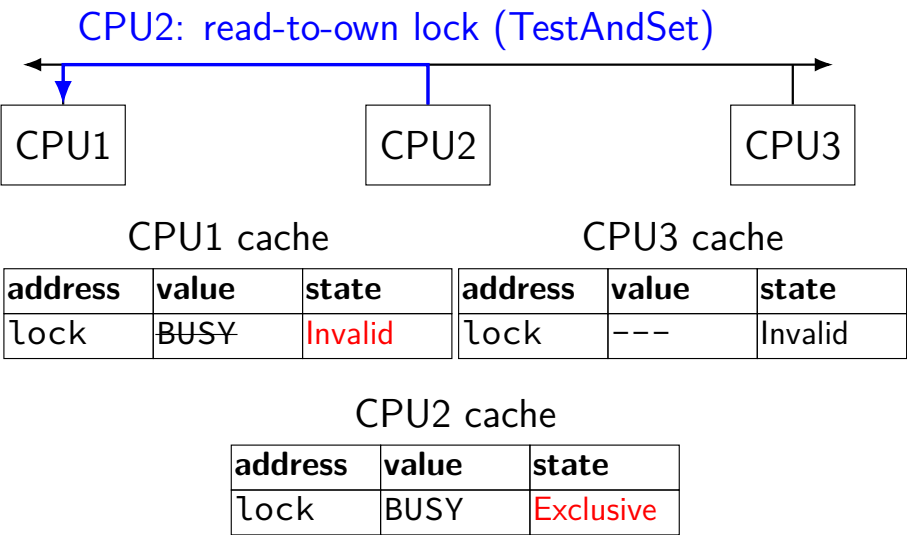 CPU2: read-to-own lock (TestAndSet)
CPU1 CPU2 CPU3
CPU1 cache
address value state
lock BUSY Invalid
CPU3 cache
address value state
lock --- Invalid
CPU2 cache
address value state
lock BUSY Exclusive